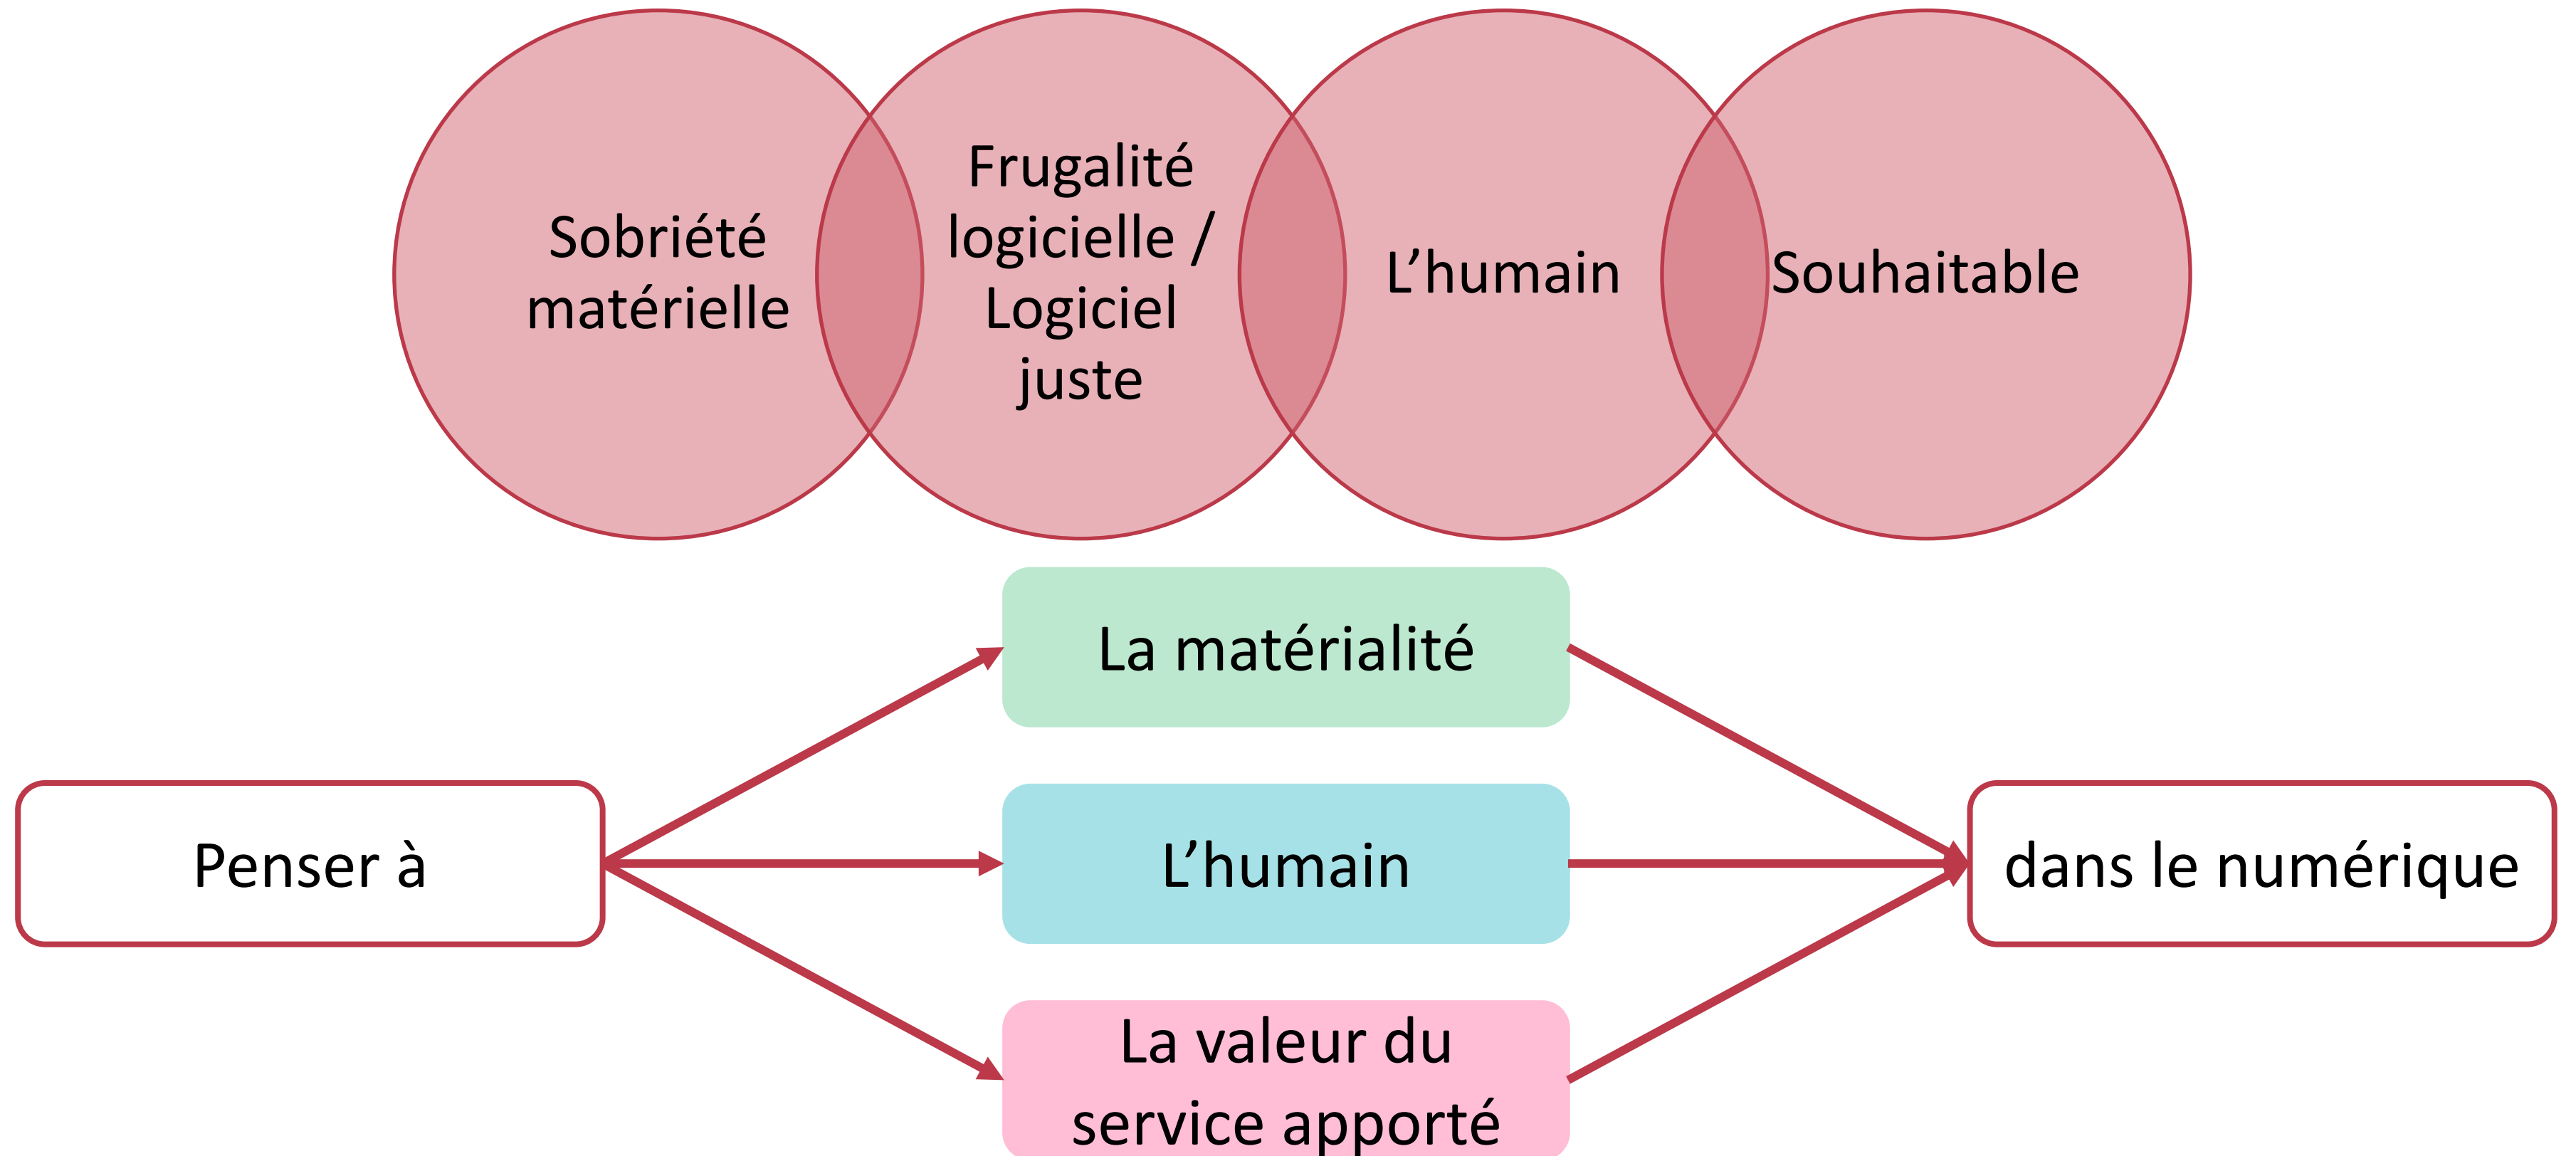 Sobriété
matérielle
Frugalité
logicielle /
Logiciel
juste
L’humain
Souhaitable
Penser à
La matérialité
L’humain
La valeur du
service apporté
dans le numérique